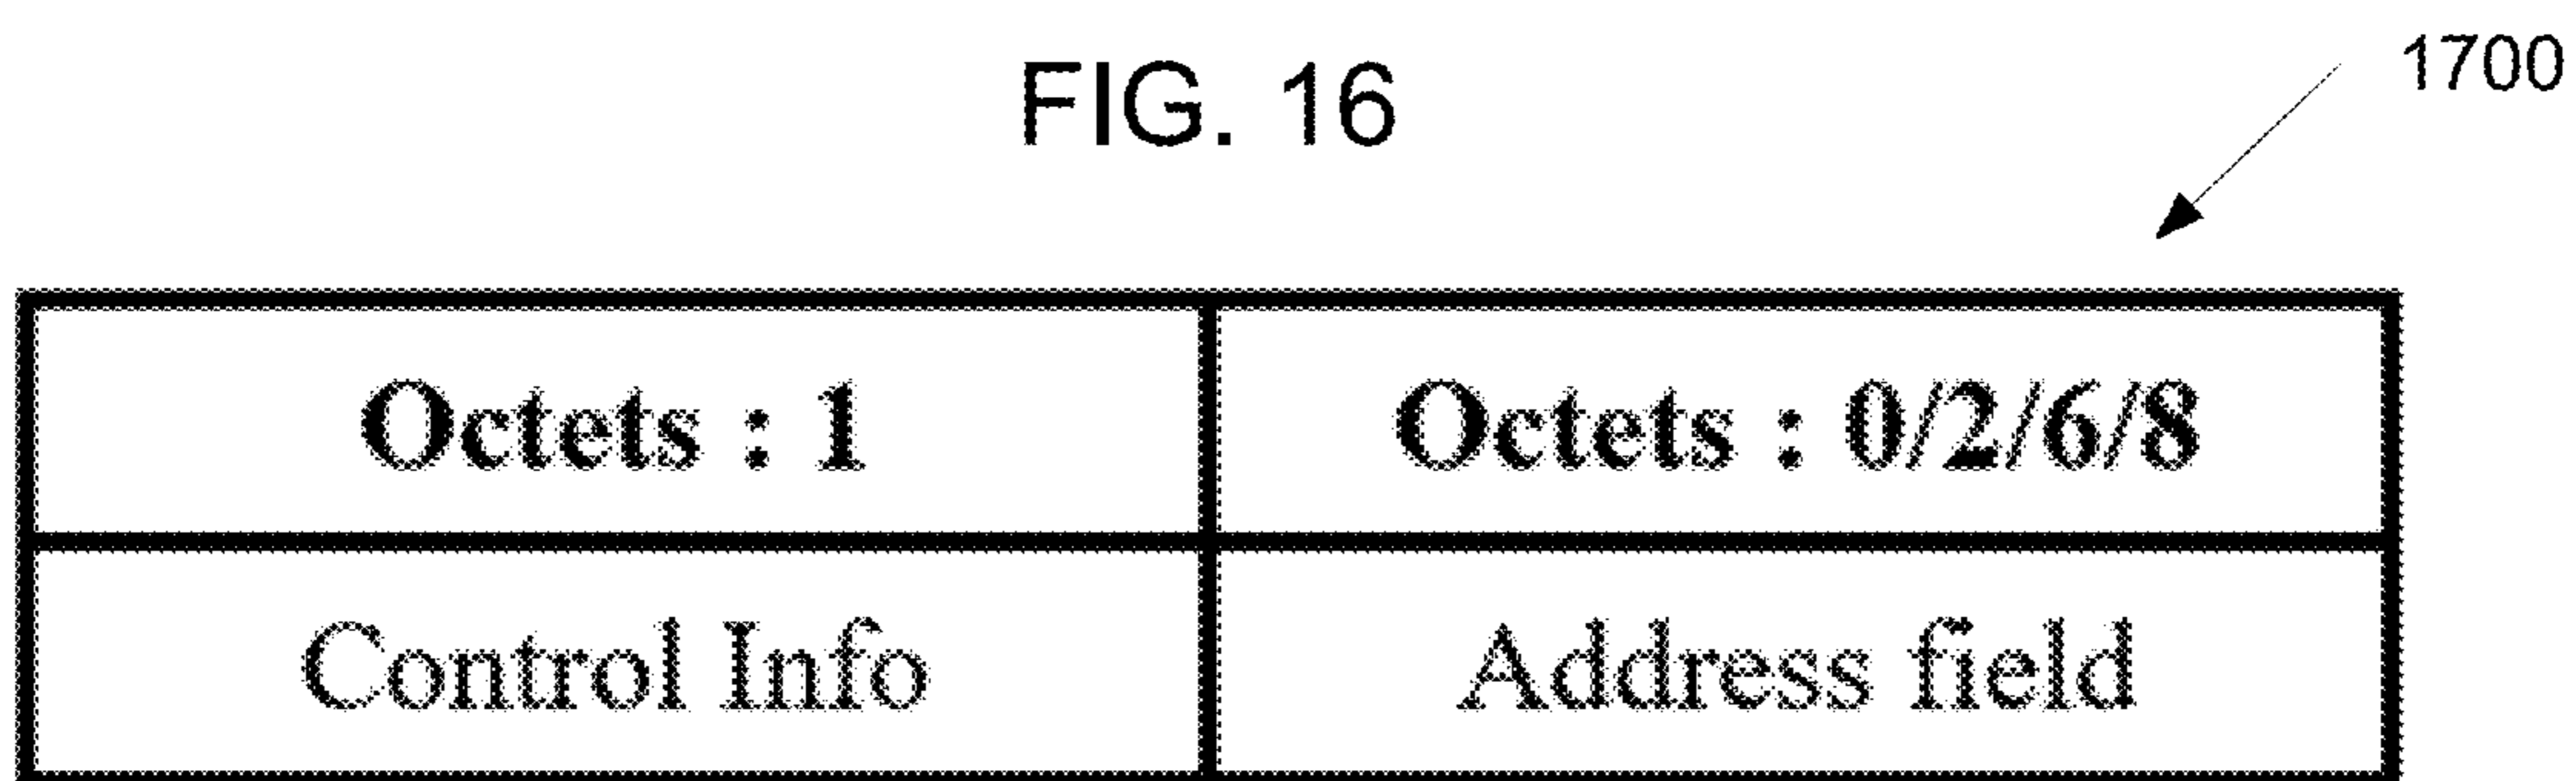 FIG. 16
1700
Octets : 1
Octets : 0/2/6/8
Control Info
Address field